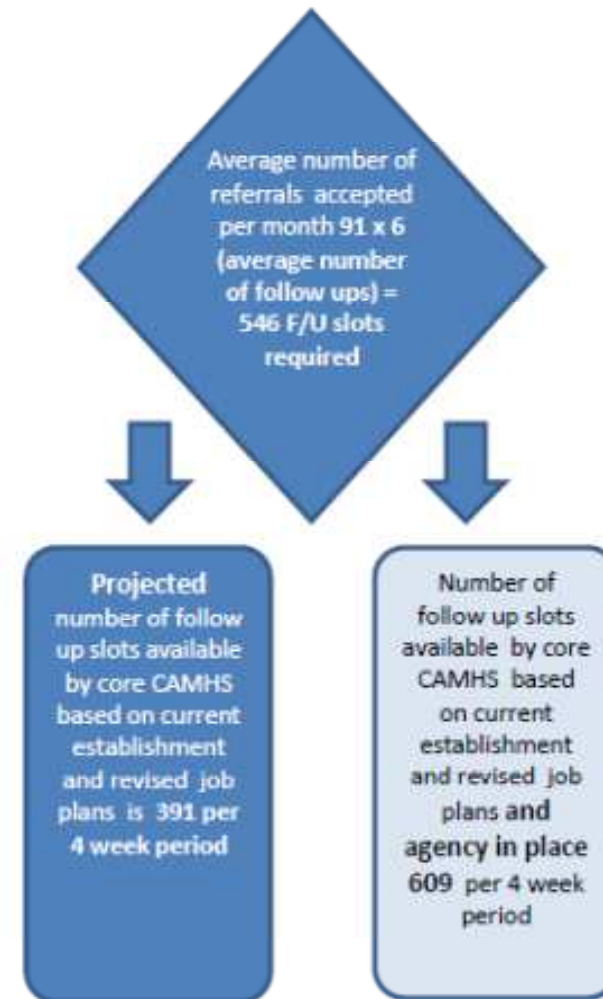 Average number of
referrals accepted
per month 91 x 6
(average number
of follow ups) =
546 F/U slots
required
Projected
number of follow
up slots available
by core CAMHS
based on current
establishment
and revised job
plans is 391 per
4 week period
Number of
follow up slots
available by core
CAMHS based
on current
establishment
and revised job
plans and
agency in place
609 per 4 week
period